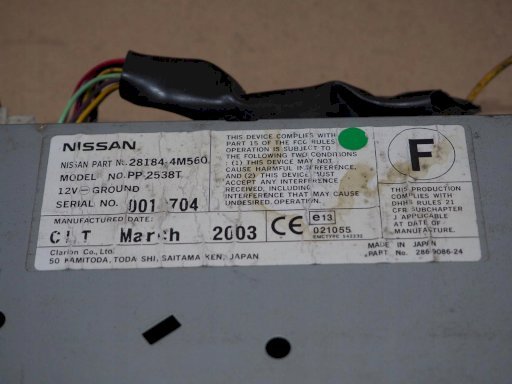 NISSAN
NISSAN PART No. 28184-4M560
MODEL NO. PP-2538T
12V ⎓ GROUND
SERIAL NO. 001 704
THIS DEVICE COMPLIES WITH
PART 15 OF THE FCC RULES
OPERATION IS SUBJECT TO
THE FOLLOWING TWO CONDITIONS
(1) THIS DEVICE MAY NOT
CAUSE HARMFUL INTERFERENCE
AND (2) THIS DEVICE MUST
ACCEPT ANY INTERFERENCE
RECEIVED, INCLUDING
INTERFERENCE THAT MAY CAUSE
UNDESIRED OPERATION.
F
THIS PRODUCTION
COMPLIES WITH
DHHS RULES 21
CFR SUBCHAPTER
J APPLICABLE
AT DATE OF
MANUFACTURE.
MANUFACTURED DATE:
CLT March 2003
CE
e13
021055
Clarion Co., Ltd.
50 KAMITODA, TODA SHI, SAITAMA KEN, JAPAN
MADE IN JAPAN
PART No. 286-9086-24